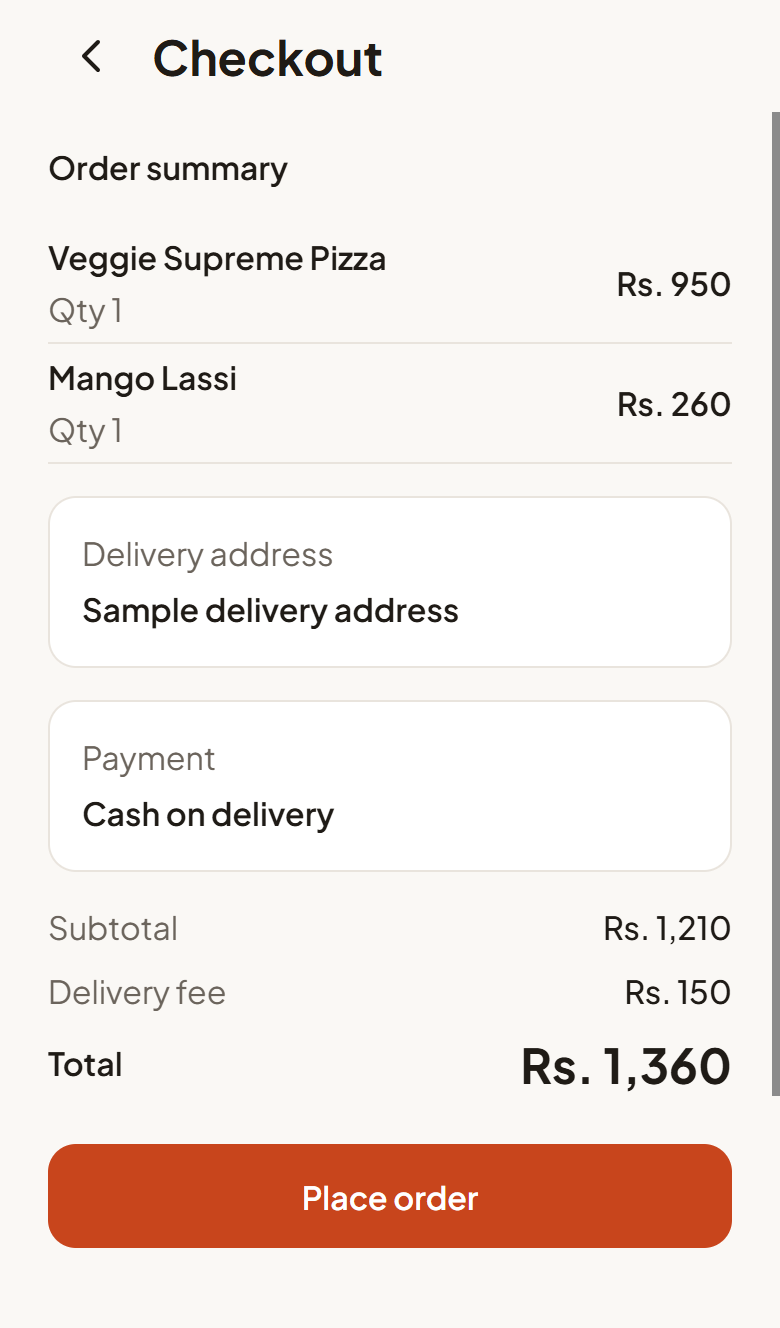 Checkout
Order summary
Veggie Supreme Pizza
Qty 1
Rs. 950
Mango Lassi
Qty 1
Rs. 260
Delivery address
Sample delivery address
Payment
Cash on delivery
Subtotal Rs. 1,210
Delivery fee Rs. 150
Total Rs. 1,360
Place order